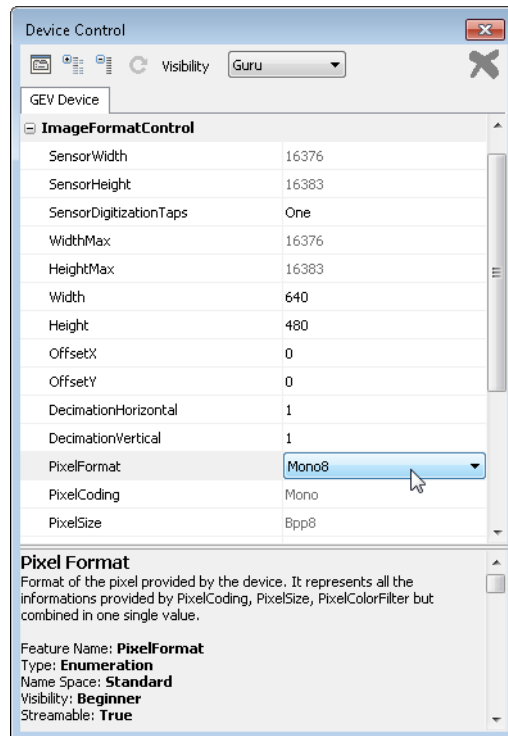 Device Control
Visibility Guru
GEV Device
ImageFormatControl
SensorWidth 16376
SensorHeight 16383
SensorDigitizationTaps One
WidthMax 16376
HeightMax 16383
Width 640
Height 480
OffsetX 0
OffsetY 0
DecimationHorizontal 1
DecimationVertical 1
PixelFormat Mono8
PixelCoding Mono
PixelSize Bpp8
Pixel Format
Format of the pixel provided by the device. It represents all the
informations provided by PixelCoding, PixelSize, PixelColorFilter but
combined in one single value.
Feature Name: PixelFormat
Type: Enumeration
Name Space: Standard
Visibility: Beginner
Streamable: True